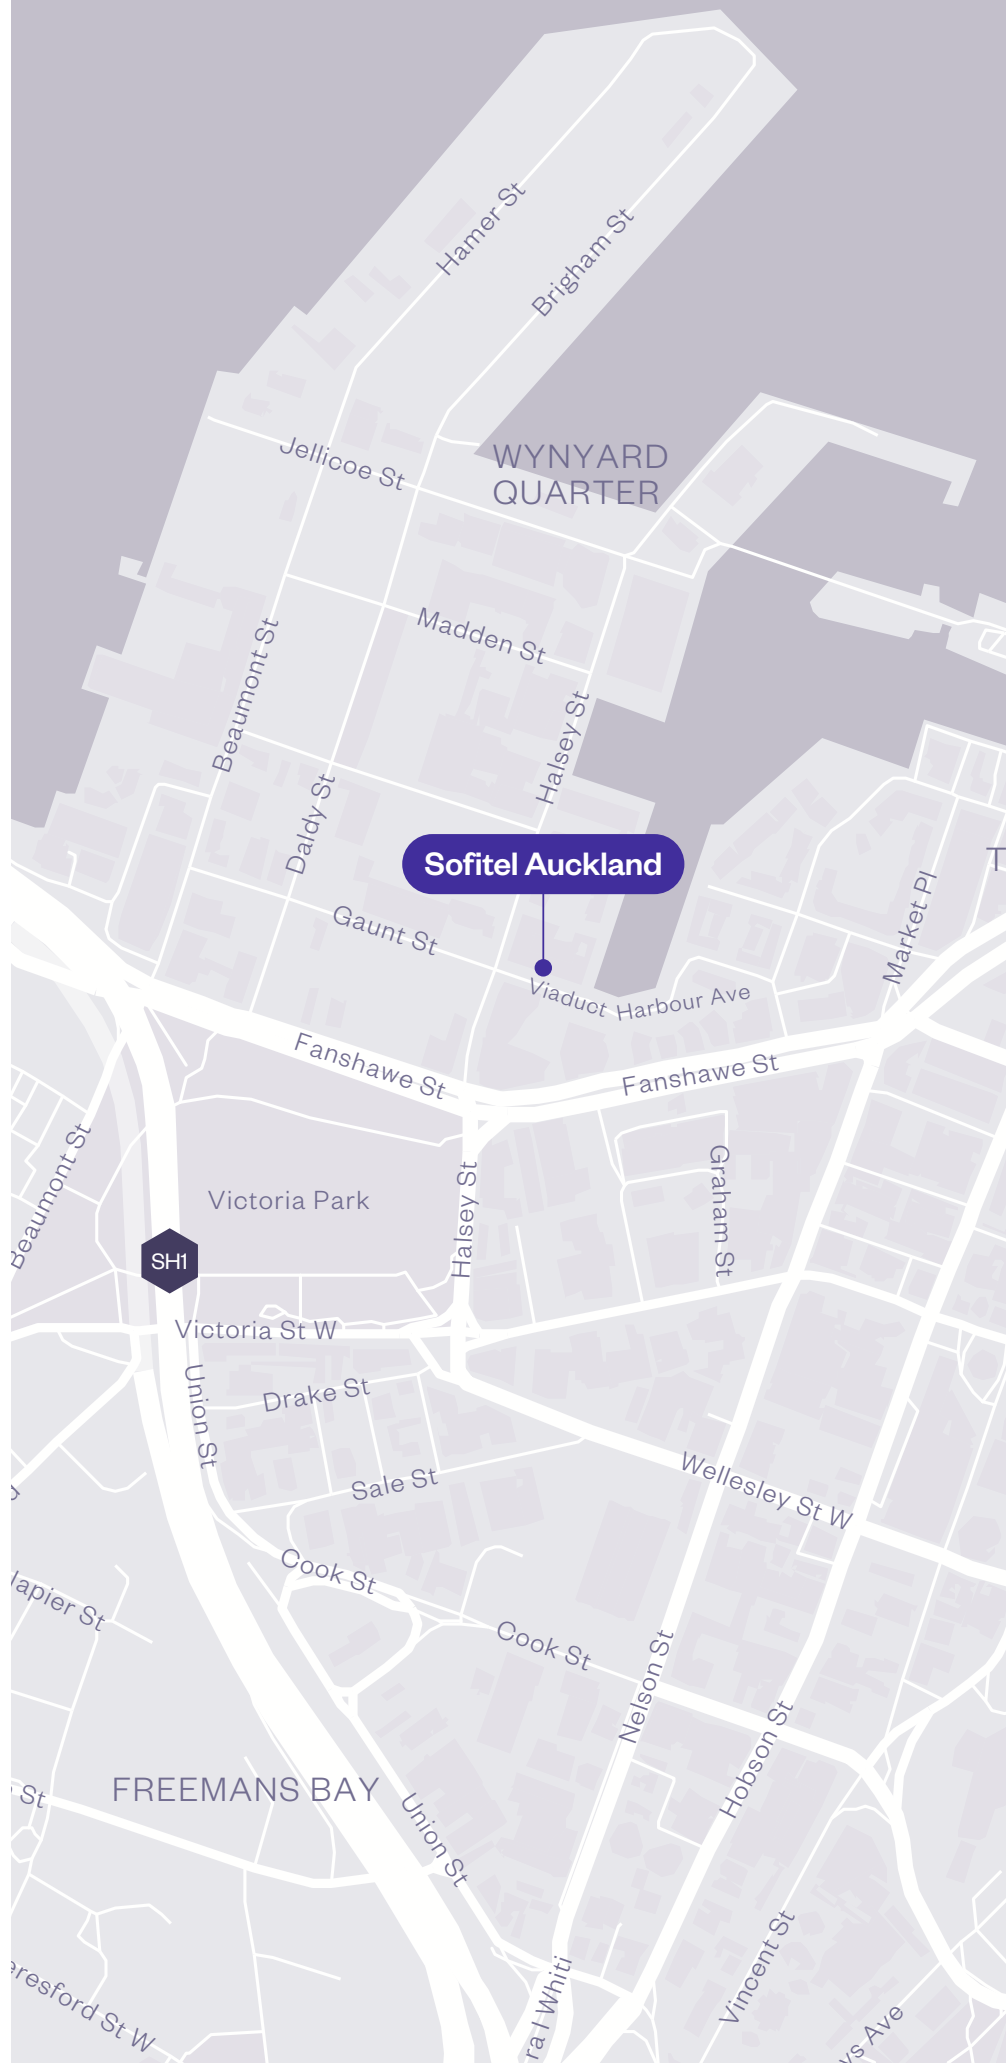 Hamer St
Brigham St
Jellicoe St
WYNYARD
QUARTER
Madden St
Beaumont St
Halsey St
Daldy St
Sofitel Auckland
Market Pl
Gaunt St
Viaduct Harbour Ave
Fanshawe St
Fanshawe St
Beaumont St
Graham St
Halsey St
Victoria Park
SH1
Victoria St W
Union St
Drake St
Sale St
Wellesley St W
Cook St
Cook St
Nelson St
Hobson St
FREEMANS BAY
St
Union St
Vincent St
St W
Ave